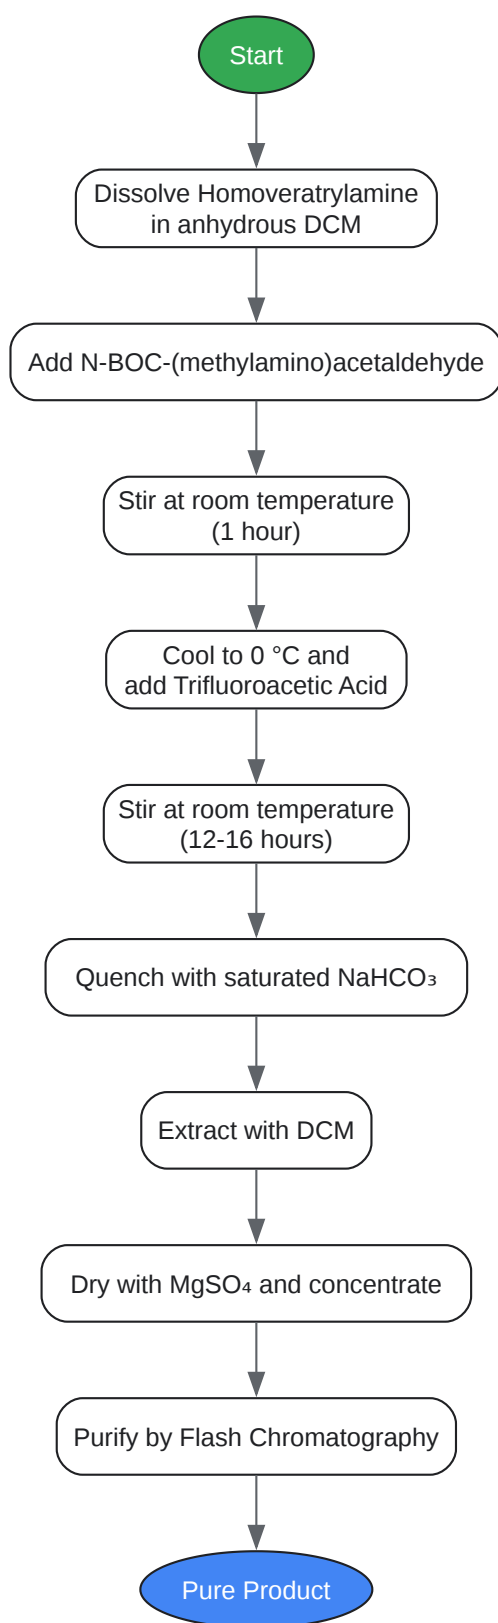 Start
Dissolve Homoveratrylamine
in anhydrous DCM
Add N-BOC-(methylamino)acetaldehyde
Stir at room temperature
(1 hour)
Cool to 0 °C and
add Trifluoroacetic Acid
Stir at room temperature
(12-16 hours)
Quench with saturated NaHCO₃
Extract with DCM
Dry with MgSO₄ and concentrate
Purify by Flash Chromatography
Pure Product